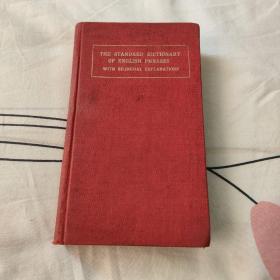 THE STANDARD DICTIONARY
OF ENGLISH PHRASES
WITH BILINGUAL EXPLANATIONS